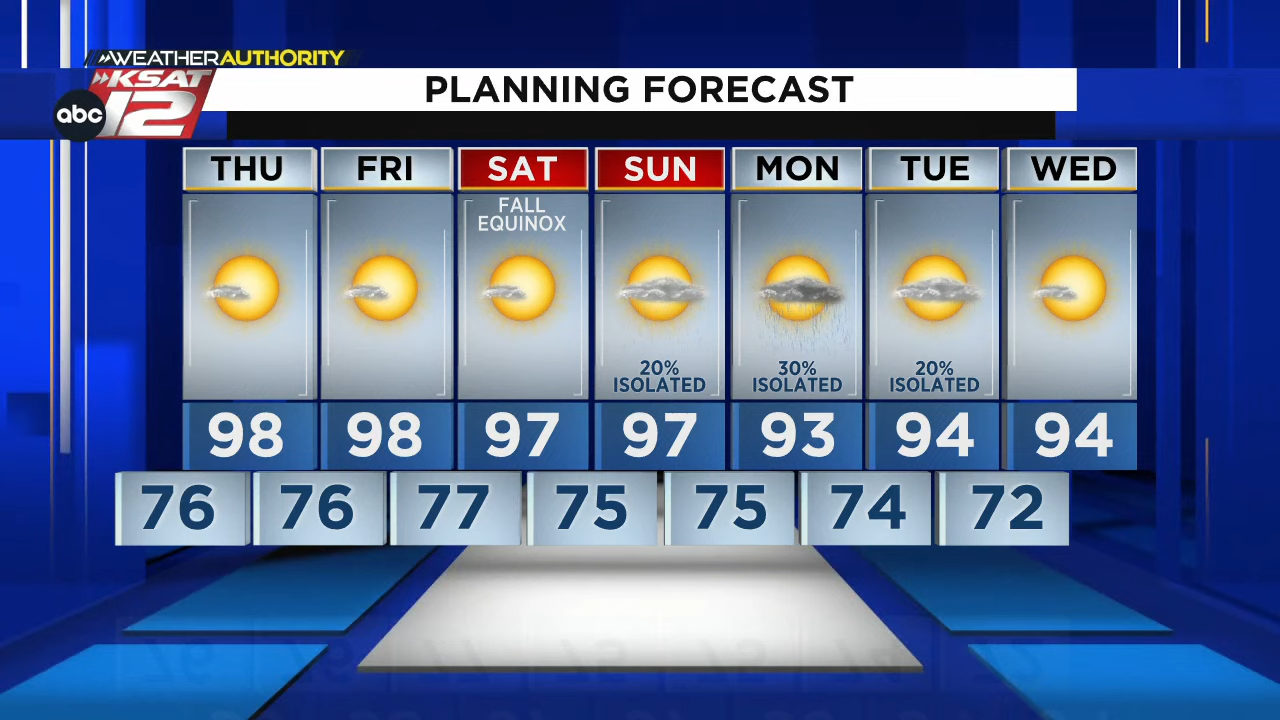 WEATHERAUTHORITY
KSAT
abc 12
PLANNING FORECAST
THU FRI SAT SUN MON TUE WED
FALL
EQUINOX
20% 30% 20%
ISOLATED ISOLATED ISOLATED
98 98 97 97 93 94 94
76 76 77 75 75 74 72